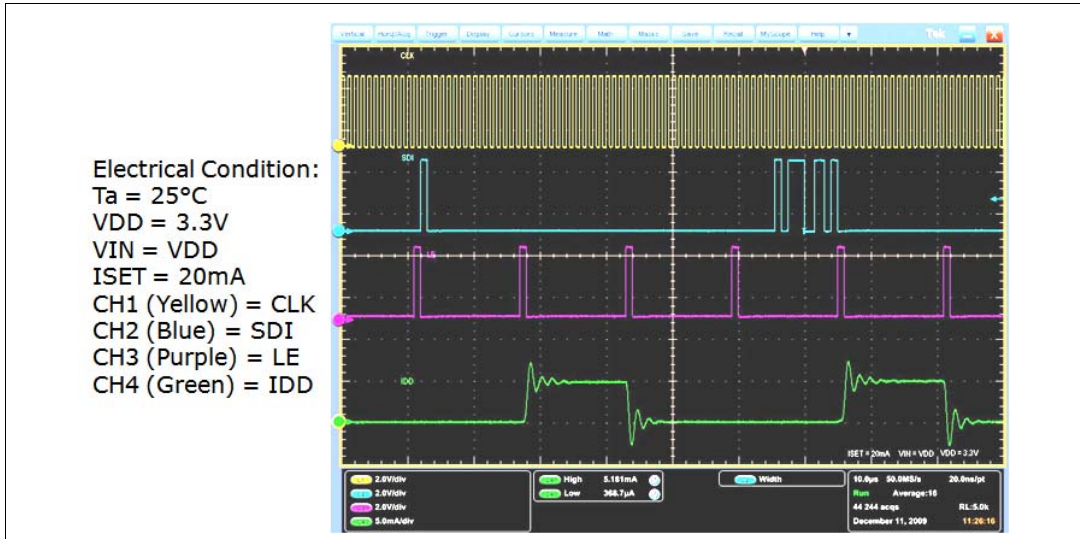 Vertical Horiz/Acq Trigger Display Cursors Measure Math Masks Save Recall MyScope Help Tek
CLK
SDI
LE
IDD
Electrical Condition:
Ta = 25°C
VDD = 3.3V
VIN = VDD
ISET = 20mA
CH1 (Yellow) = CLK
CH2 (Blue) = SDI
CH3 (Purple) = LE
CH4 (Green) = IDD
ISET = 20mA VIN = VDD VDD = 3.3V
2.0V/div
2.0V/div
2.0V/div
5.0mA/div
High 5.181mA
Low 368.7µA
Width
10.0µs 50.0MS/s 20.0ns/pt
Run Average:16
44 244 acqs RL:5.0k
December 11, 2009 11:26:16